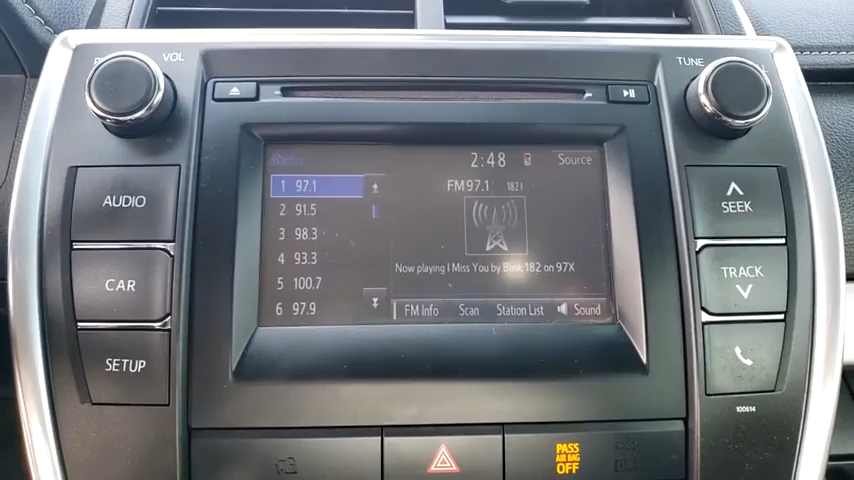 VOL
TUNE
AUDIO
CAR
SETUP
Radio
2:48
Source
1 97.1
2 91.5
3 98.3
4 93.3
5 100.7
6 97.9
FM97.1 182 |
Now playing I Miss You by Blink 182 on 97X
FM Info
Scan
Station List
Sound
SEEK
TRACK
100614
PASS
AIR BAG
OFF
PASS